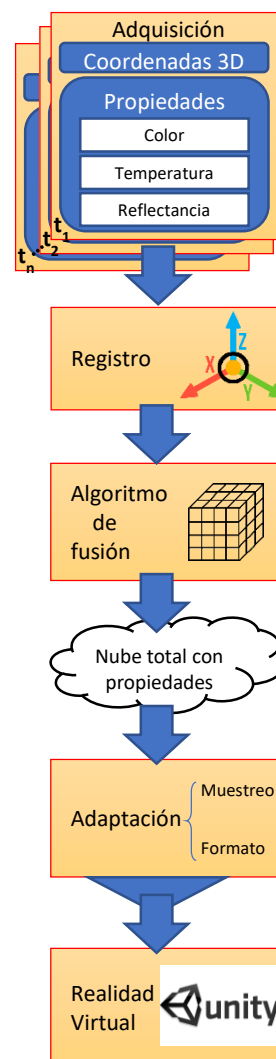 Adquisición
Coordenadas 3D
Propiedades
Color
Temperatura
Reflectancia
t1
t2
tn
Registro
Z
X
Y
Algoritmo
de
fusión
Nube total con
propiedades
Adaptación
Muestreo
Formato
Realidad
Virtual
unity